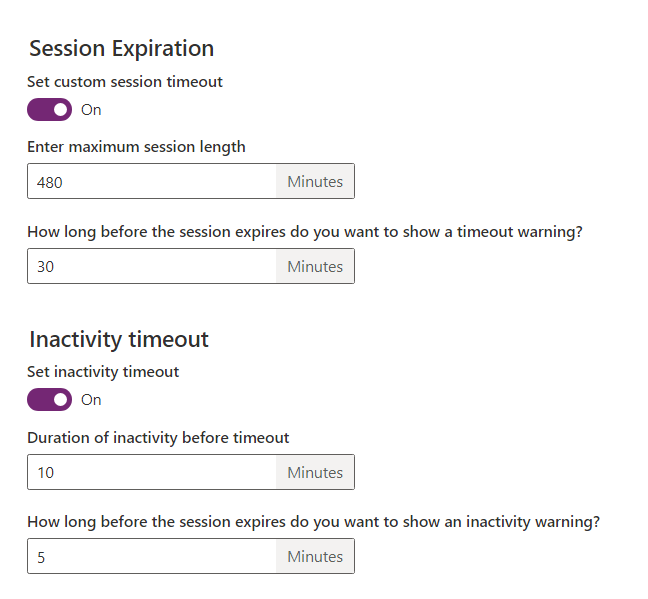 Session Expiration
Set custom session timeout
On
Enter maximum session length
480 Minutes
How long before the session expires do you want to show a timeout warning?
30 Minutes
Inactivity timeout
Set inactivity timeout
On
Duration of inactivity before timeout
10 Minutes
How long before the session expires do you want to show an inactivity warning?
5 Minutes